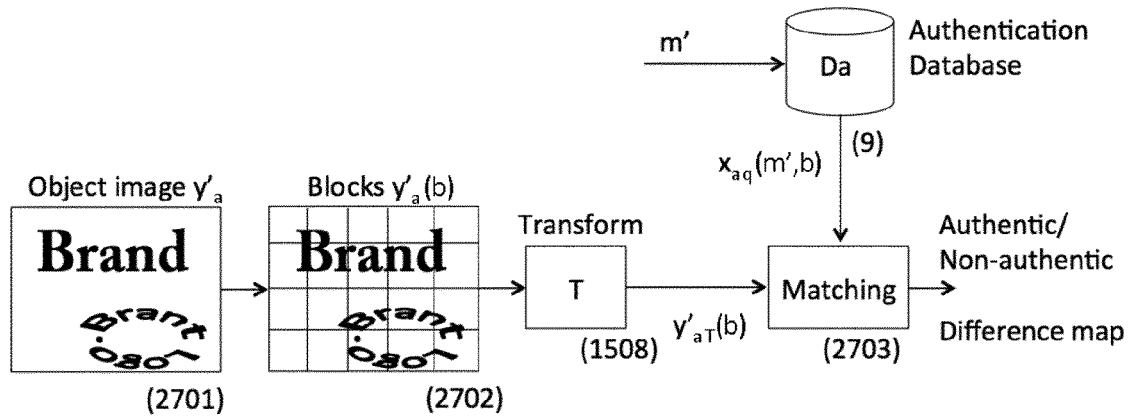 m'
Da
Authentication
Database
(9)
x_aq(m',b)
Object image y'_a
Brand
Brant
Logo.
(2701)
Blocks y'_a(b)
Brand
Brant
Logo.
(2702)
Transform
T
(1508)
y'_aT(b)
Matching
(2703)
Authentic/
Non-authentic
Difference map